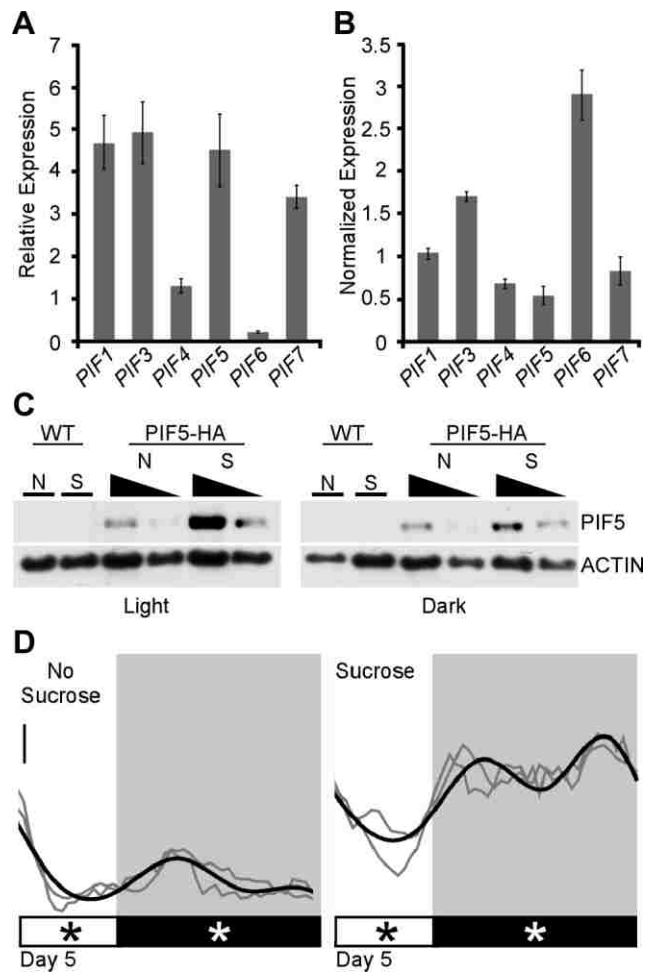 A
Relative Expression
7
6
5
4
3
2
1
0
PIF1 PIF3 PIF4 PIF5 PIF6 PIF7
B
Normalized Expression
3.5
3
2.5
2
1.5
1
0.5
0
PIF1 PIF3 PIF4 PIF5 PIF6 PIF7
C
WT PIF5-HA WT PIF5-HA
N S N S N S N S
PIF5
ACTIN
Light Dark
D
No
Sucrose
Sucrose
* * * *
Day 5 Day 5